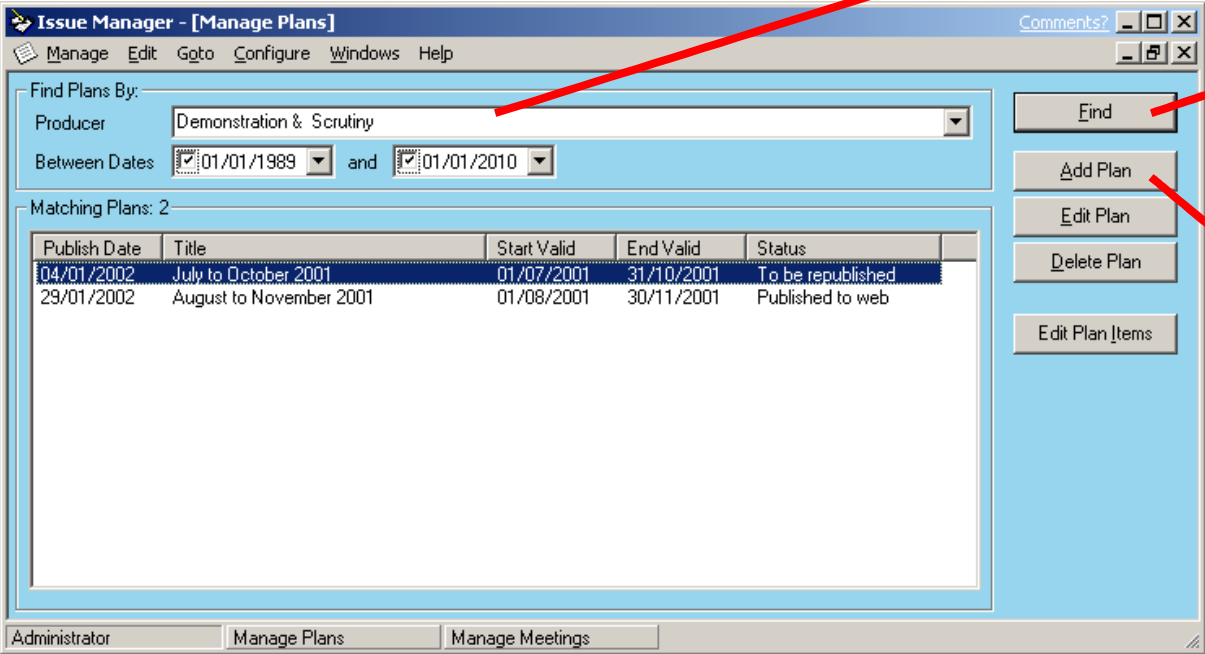 Issue Manager - [Manage Plans] Comments?
Manage Edit Goto Configure Windows Help
Find Plans By:
Producer Demonstration & Scrutiny
Between Dates 01/01/1989 and 01/01/2010
Find
Add Plan
Edit Plan
Delete Plan
Edit Plan Items
Matching Plans: 2
Publish Date Title Start Valid End Valid Status
04/01/2002 July to October 2001 01/07/2001 31/10/2001 To be republished
29/01/2002 August to November 2001 01/08/2001 30/11/2001 Published to web
Administrator Manage Plans Manage Meetings